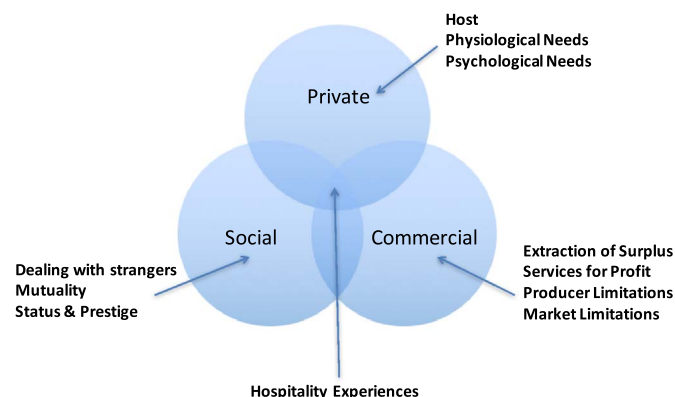 Host
Physiological Needs
Psychological Needs
Private
Social
Commercial
Dealing with strangers
Mutuality
Status & Prestige
Extraction of Surplus
Services for Profit
Producer Limitations
Market Limitations
Hospitality Experiences